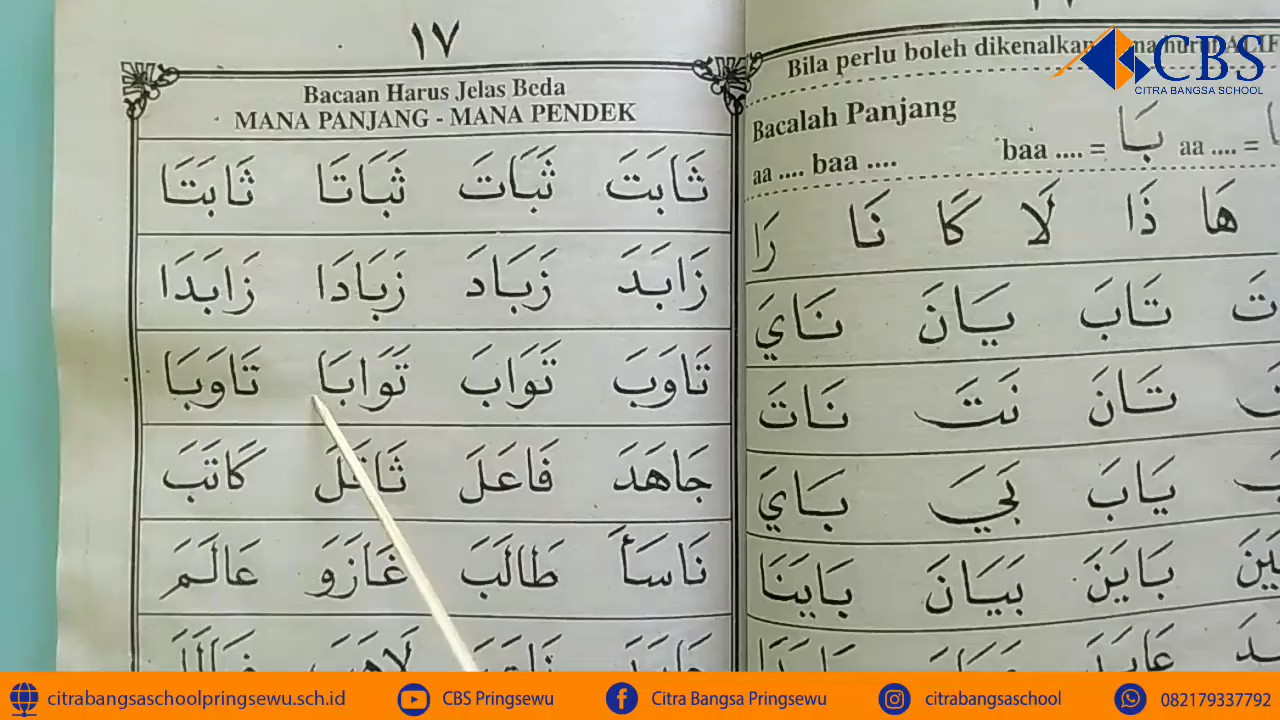 ١٧
Bacaan Harus Jelas Beda
MANA PANJANG - MANA PENDEK
ثَابَتَ ثَبَاتَ ثَبَاتَا ثَابَتَا
زَابَدَ زَبَادَ زَبَادَا زَابَدَا
تَاوَبَ تَوَابَ تَوَابَا تَاوَبَا
جَاهَدَ فَاعَلَ ثَاقَلَ كَاتَبَ
نَاسَأَ طَالَبَ غَازَوَ عَالَمَ
Bila perlu boleh dikenalkan
Bacalah Panjang
aa .... baa ....
baa .... = بَا aa .... =
هَا ذَا لَا كَا نَا رَا
تَابَ يَانَ نَايَ
تَانَ نَتَ نَاتَ
يَابَ بَيَ بَايَ
بَايَنَ بَيَانَ بَايَنَا
عَابَدَ
CBS
CITRA BANGSA SCHOOL
citrabangsaschoolpringsewu.sch.id CBS Pringsewu Citra Bangsa Pringsewu citrabangsaschool 082179337792